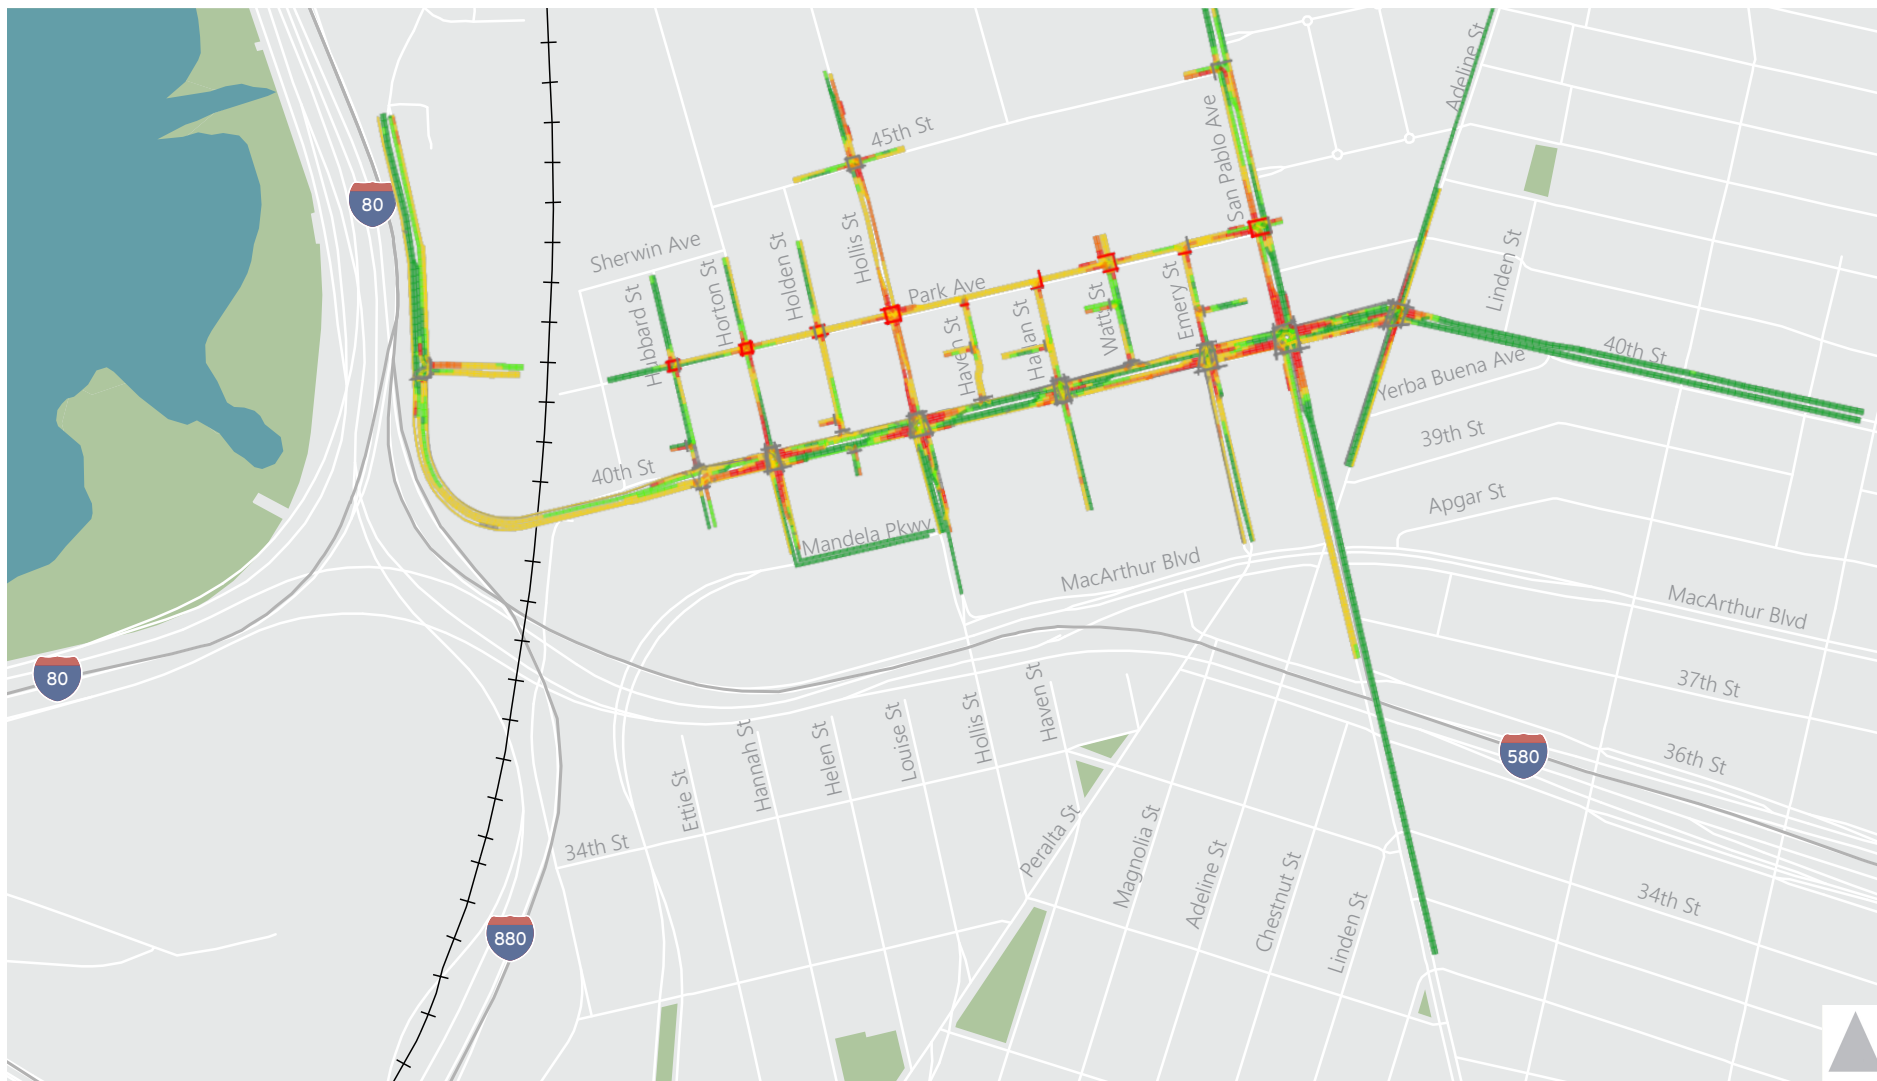 Adeline St
San Pablo Ave
45th St
80
Hollis St
Sherwin Ave
Holden St
Horton St
Hubbard St
Linden St
Park Ave
Emery St
Watt St
Harlan St
Haven St
Haven St
40th St
Yerba Buena Ave
39th St
40th St
Apgar St
Mandela Pkwy
MacArthur Blvd
MacArthur Blvd
80
37th St
Haven St
Hollis St
Louise St
Helen St
Hannah St
Ettie St
580
36th St
34th St
Peralta St
Magnolia St
Adeline St
Chestnut St
Linden St
34th St
880